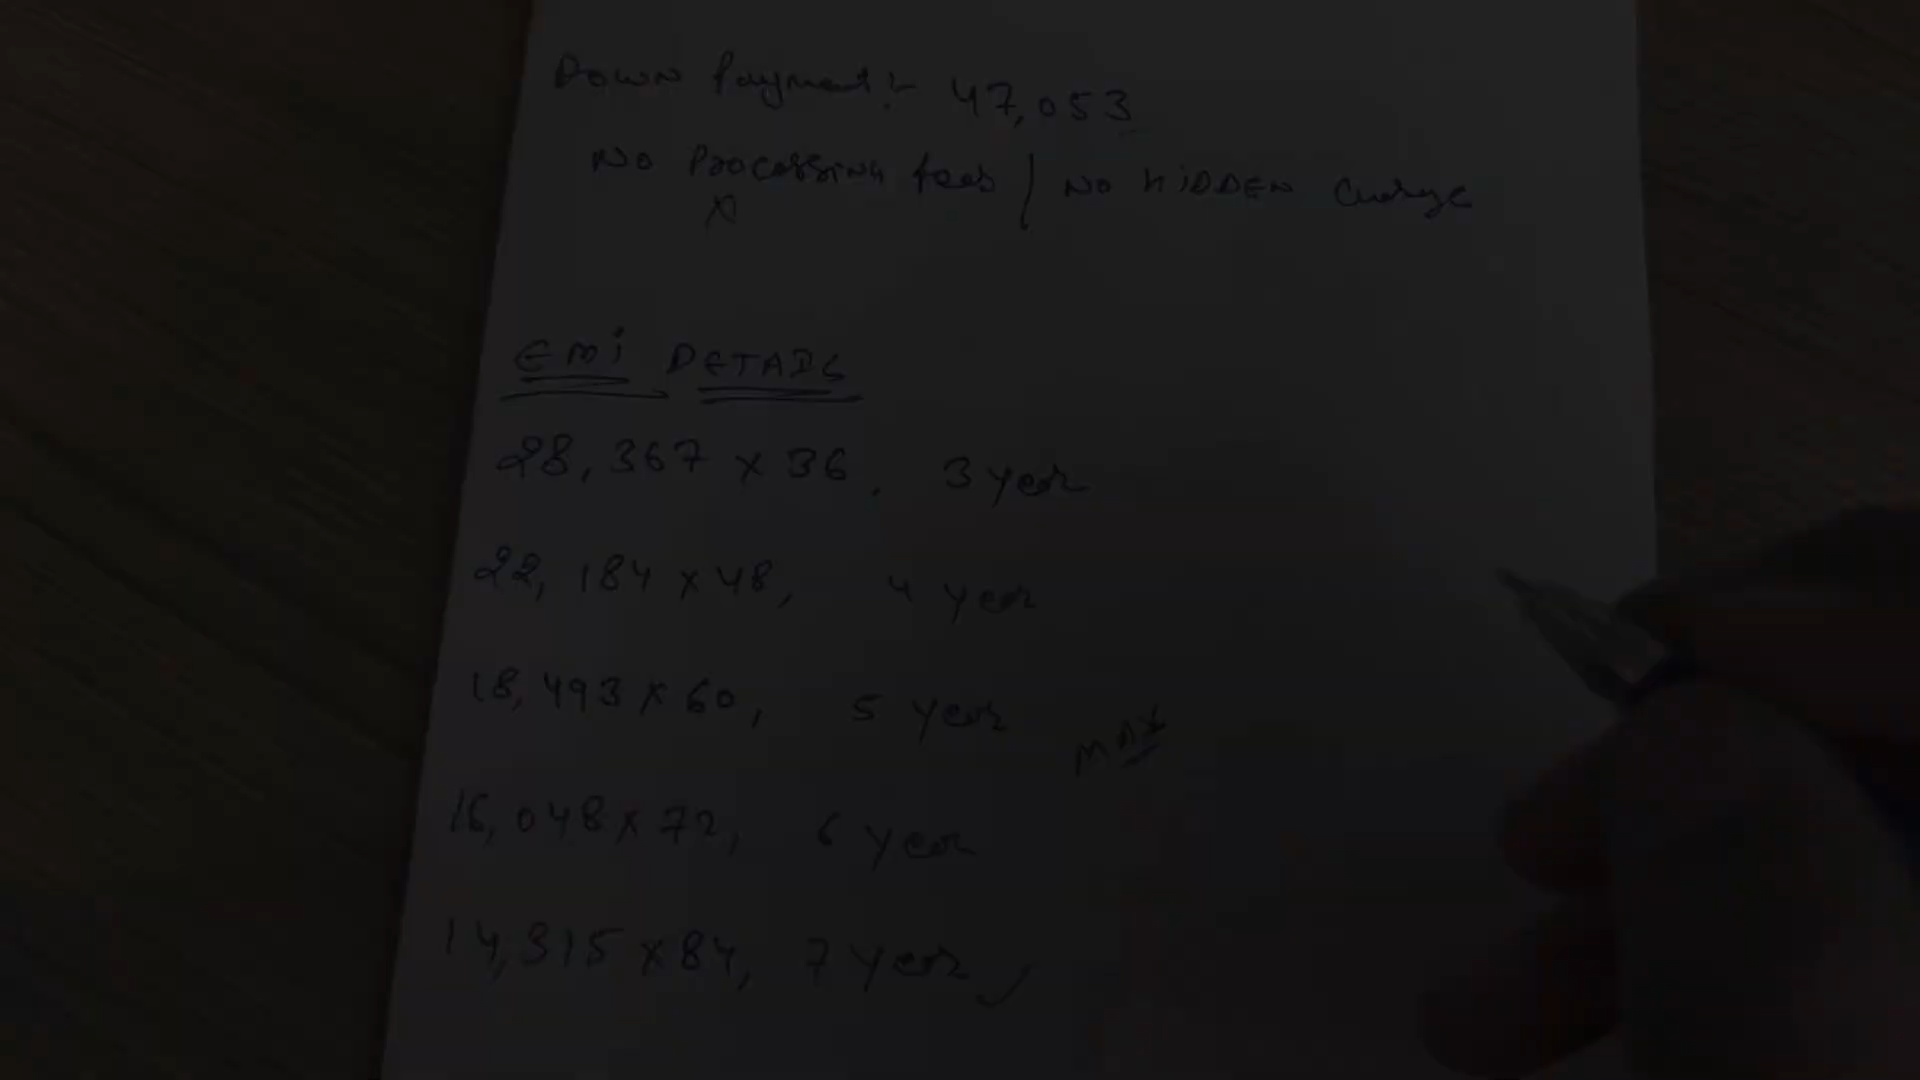 Down Payment :- 47,053
No Processing fees / No HiDDEN Charge
X
EMi DETAILS
28,367 x 36, 3 year
22,184 x 48, 4 year
18,493 x 60, 5 year
max
16,048 x 72, 6 year
14,315 x 84, 7 year ✓